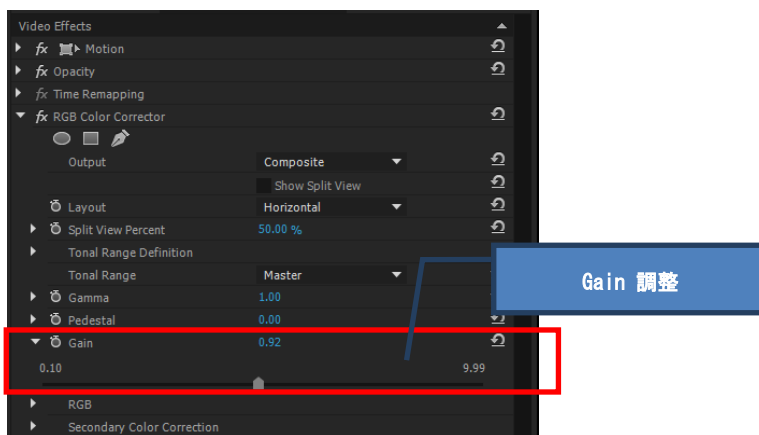 Video Effects
fx Motion
fx Opacity
fx Time Remapping
fx RGB Color Corrector
Output Composite
Show Split View
Layout Horizontal
Split View Percent 50.00 %
Tonal Range Definition
Tonal Range Master
Gain 調整
Gamma 1.00
Pedestal 0.00
Gain 0.92
0.10 9.99
RGB
Secondary Color Correction